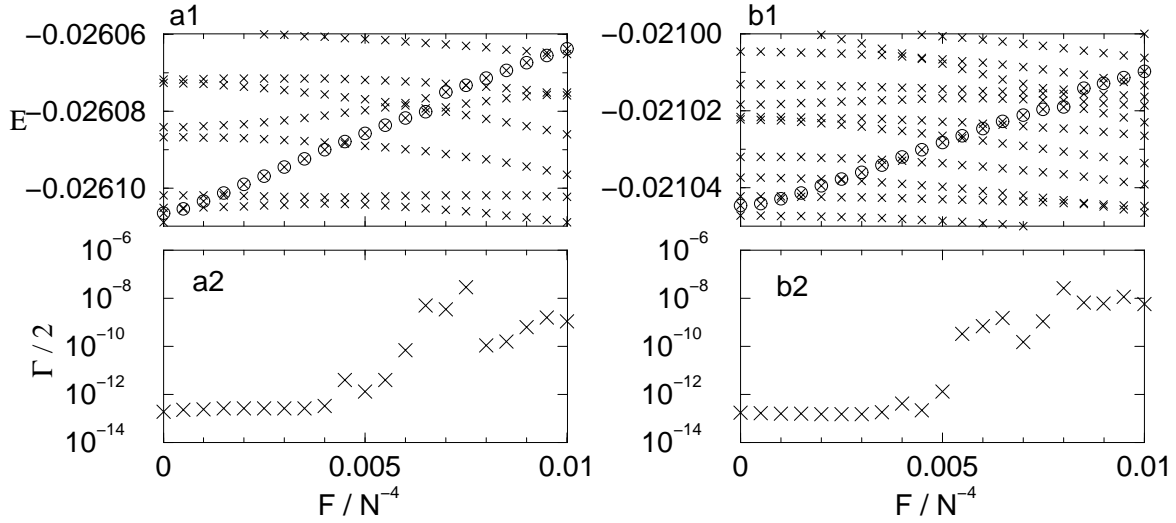 a1
b1
−0.02606
−0.02608
−0.02610
E
−0.02100
−0.02102
−0.02104
a2
b2
10⁻⁶
10⁻⁸
10⁻¹⁰
10⁻¹²
10⁻¹⁴
Γ / 2
10⁻⁶
10⁻⁸
10⁻¹⁰
10⁻¹²
10⁻¹⁴
0 0.005 0.01
0 0.005 0.01
F / N⁻⁴
F / N⁻⁴